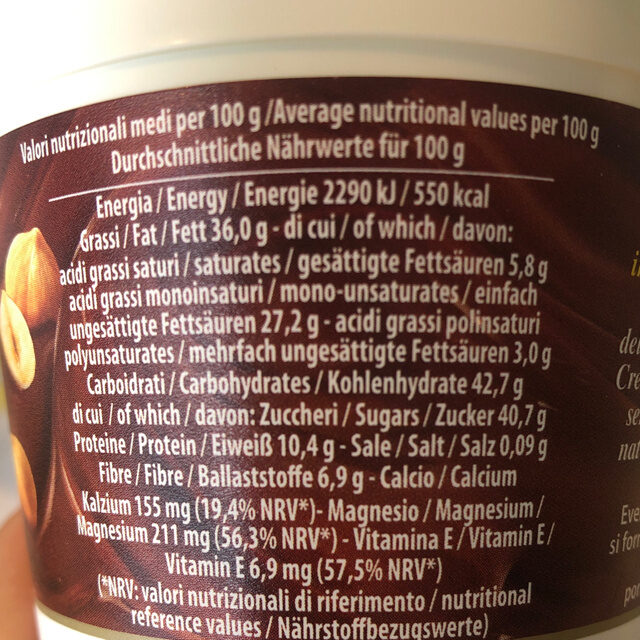 Valori nutrizionali medi per 100 g /Average nutritional values per 100 g
Durchschnittliche Nährwerte für 100 g
Energia / Energy / Energie 2290 kJ / 550 kcal
Grassi / Fat / Fett 36,0 g - di cui / of which / davon:
acidi grassi saturi / saturates / gesättigte Fettsäuren 5,8 g
acidi grassi monoinsaturi / mono-unsaturates / einfach
ungesättigte Fettsäuren 27,2 g - acidi grassi polinsaturi
polyunsaturates / mehrfach ungesättigte Fettsäuren 3,0 g
Carboidrati / Carbohydrates / Kohlenhydrate 42,7 g
di cui / of which / davon: Zuccheri / Sugars / Zucker 40,7 g
Proteine / Protein / Eiweiß 10,4 g - Sale / Salt / Salz 0,09 g
Fibre / Fibre / Ballaststoffe 6,9 g - Calcio / Calcium
Kalzium 155 mg (19,4% NRV*)- Magnesio / Magnesium /
Magnesium 211 mg (56,3% NRV*) - Vitamina E / Vitamin E /
Vitamin E 6,9 mg (57,5% NRV*)
(*NRV: valori nutrizionali di riferimento / nutritional
reference values / Nährstoffbezugswerte)
si